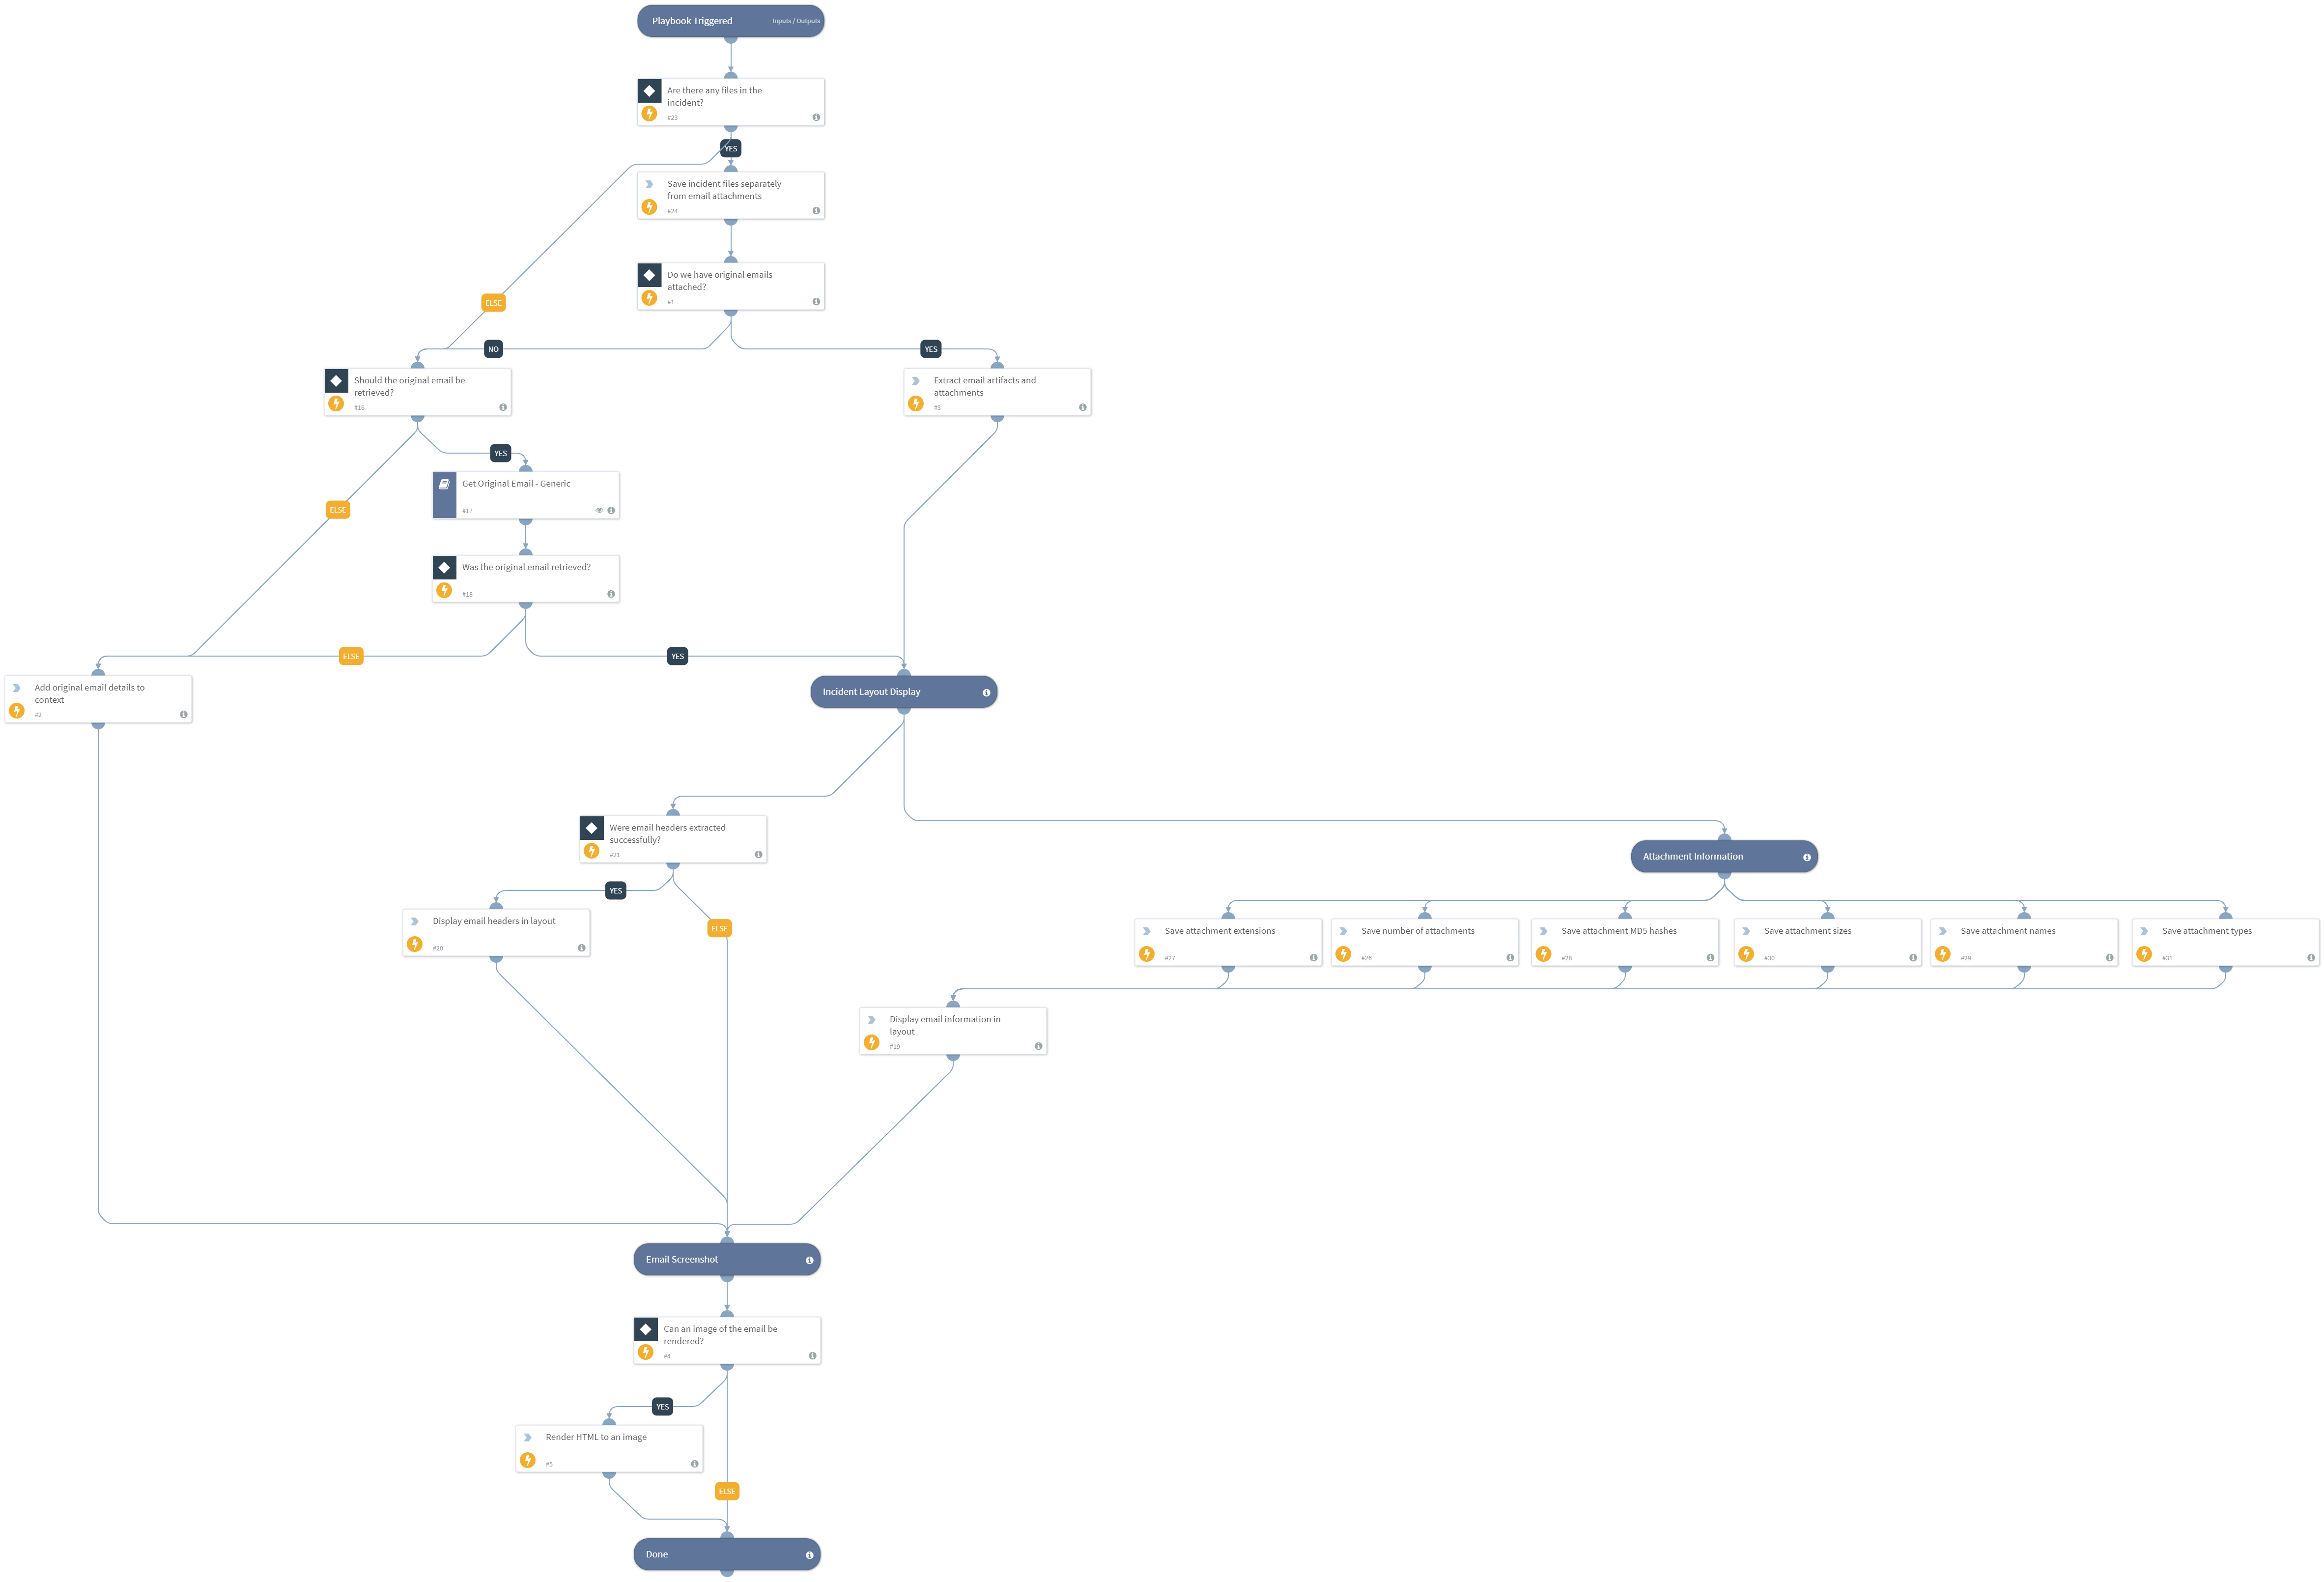 Playbook Triggered
Inputs / Outputs
Are there any files in the
incident?
#23
YES
Save incident files separately
from email attachments
#24
Do we have original emails
attached?
#1
ELSE
NO
YES
Should the original email be
retrieved?
#16
Extract email artifacts and
attachments
#3
YES
Get Original Email - Generic
#17
ELSE
Was the original email retrieved?
#18
ELSE
YES
Add original email details to
context
#2
Incident Layout Display
Were email headers extracted
successfully?
#21
Attachment Information
YES
ELSE
Display email headers in layout
#20
Save attachment extensions
#27
Save number of attachments
#26
Save attachment MD5 hashes
#28
Save attachment sizes
#30
Save attachment names
#29
Save attachment types
#31
Display email information in
layout
#19
Email Screenshot
Can an image of the email be
rendered?
#4
YES
Render HTML to an image
#5
ELSE
Done